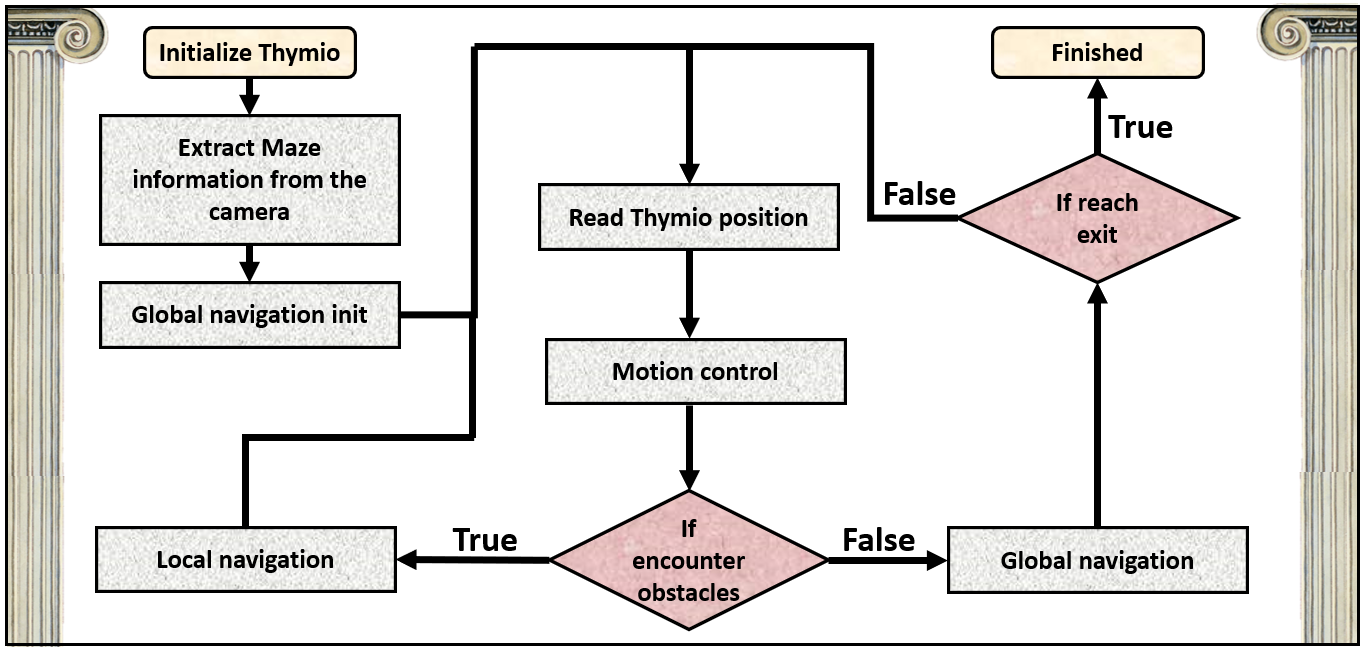 Initialize Thymio
Extract Maze
information from the
camera
Global navigation init
Read Thymio position
Motion control
If
encounter
obstacles
True
Local navigation
False
Global navigation
If reach
exit
False
True
Finished